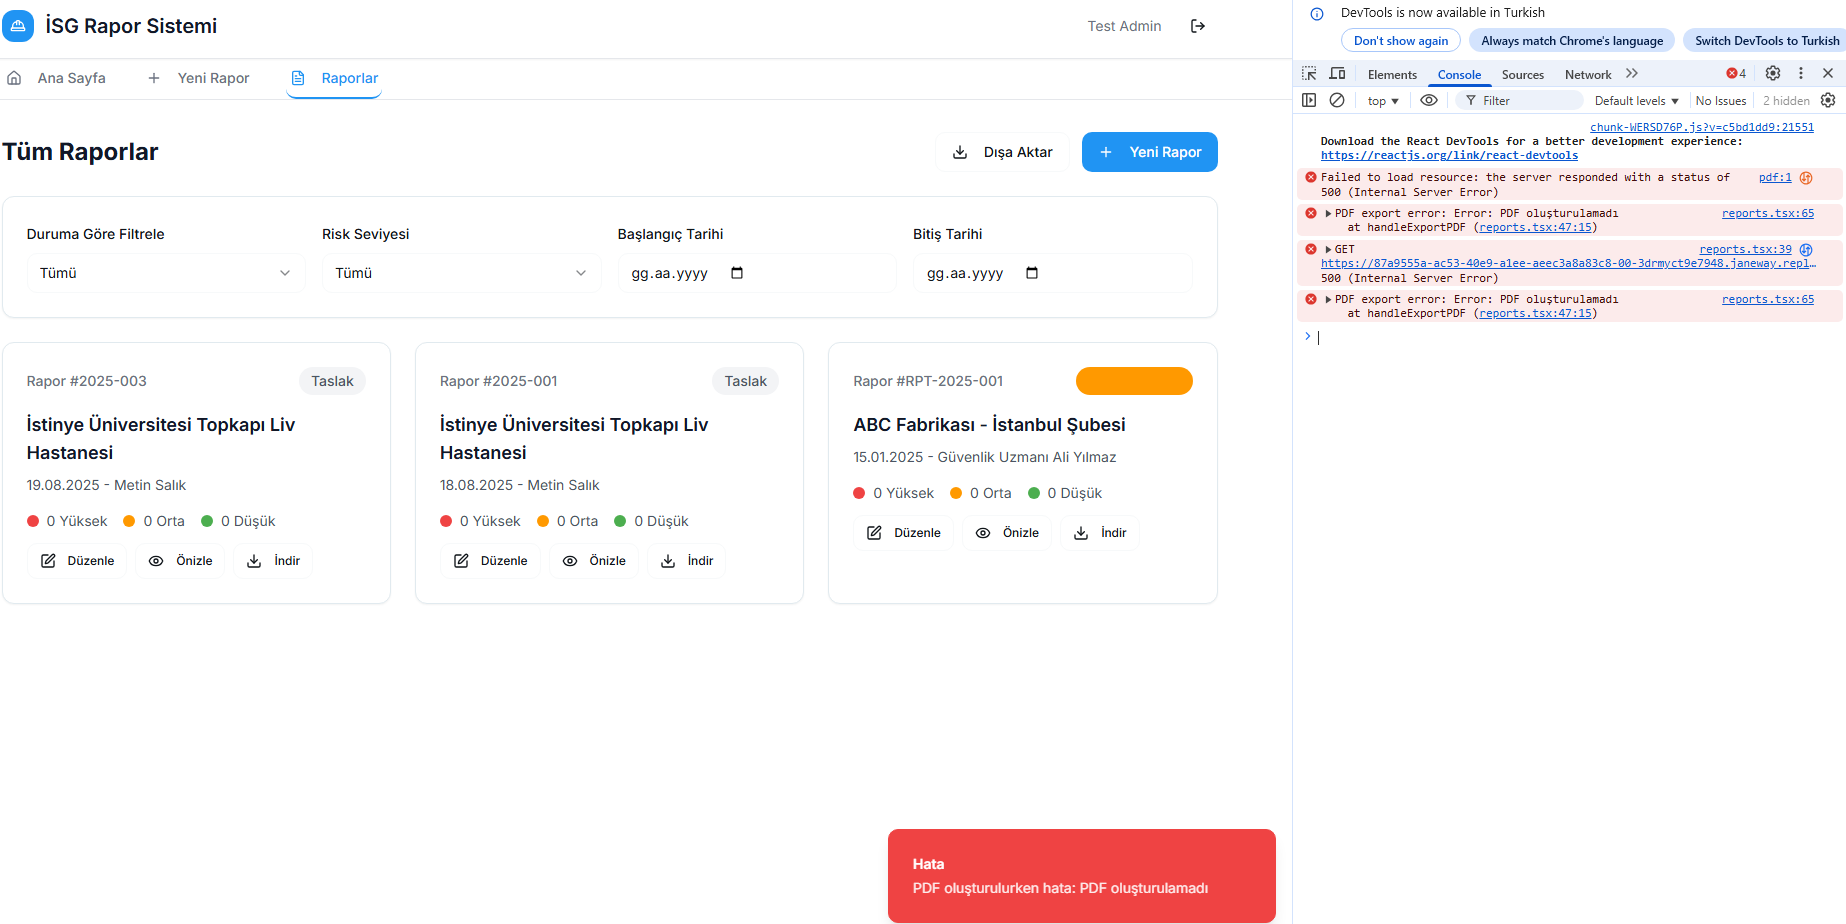 İSG Rapor Sistemi
Test Admin
Ana Sayfa
Yeni Rapor
Raporlar
Tüm Raporlar
Dışa Aktar
Yeni Rapor
Duruma Göre Filtrele
Risk Seviyesi
Başlangıç Tarihi
Bitiş Tarihi
Tümü
Tümü
gg.aa.yyyy
gg.aa.yyyy
Rapor #2025-003
Taslak
İstinye Üniversitesi Topkapı Liv
Hastanesi
19.08.2025 - Metin Salık
0 Yüksek
0 Orta
0 Düşük
Düzenle
Önizle
İndir
Rapor #2025-001
Taslak
İstinye Üniversitesi Topkapı Liv
Hastanesi
18.08.2025 - Metin Salık
0 Yüksek
0 Orta
0 Düşük
Düzenle
Önizle
İndir
Rapor #RPT-2025-001
ABC Fabrikası - İstanbul Şubesi
15.01.2025 - Güvenlik Uzmanı Ali Yılmaz
0 Yüksek
0 Orta
0 Düşük
Düzenle
Önizle
İndir
Hata
PDF oluşturulurken hata: PDF oluşturulamadı
DevTools is now available in Turkish
Don't show again
Always match Chrome's language
Switch DevTools to Turkish
Elements
Console
Sources
Network
4
top
Filter
Default levels
No Issues
2 hidden
chunk-WERSD76P.js?v=c5bd1dd9:21551
Download the React DevTools for a better development experience:
https://reactjs.org/link/react-devtools
Failed to load resource: the server responded with a status of pdf:1
500 (Internal Server Error)
PDF export error: Error: PDF oluşturulamadı reports.tsx:65
at handleExportPDF (reports.tsx:47:15)
GET reports.tsx:39
https://87a9555a-ac53-40e9-a1ee-aeec3a8a83c8-00-3drmyct9e7948.janeway.repl…
500 (Internal Server Error)
PDF export error: Error: PDF oluşturulamadı reports.tsx:65
at handleExportPDF (reports.tsx:47:15)